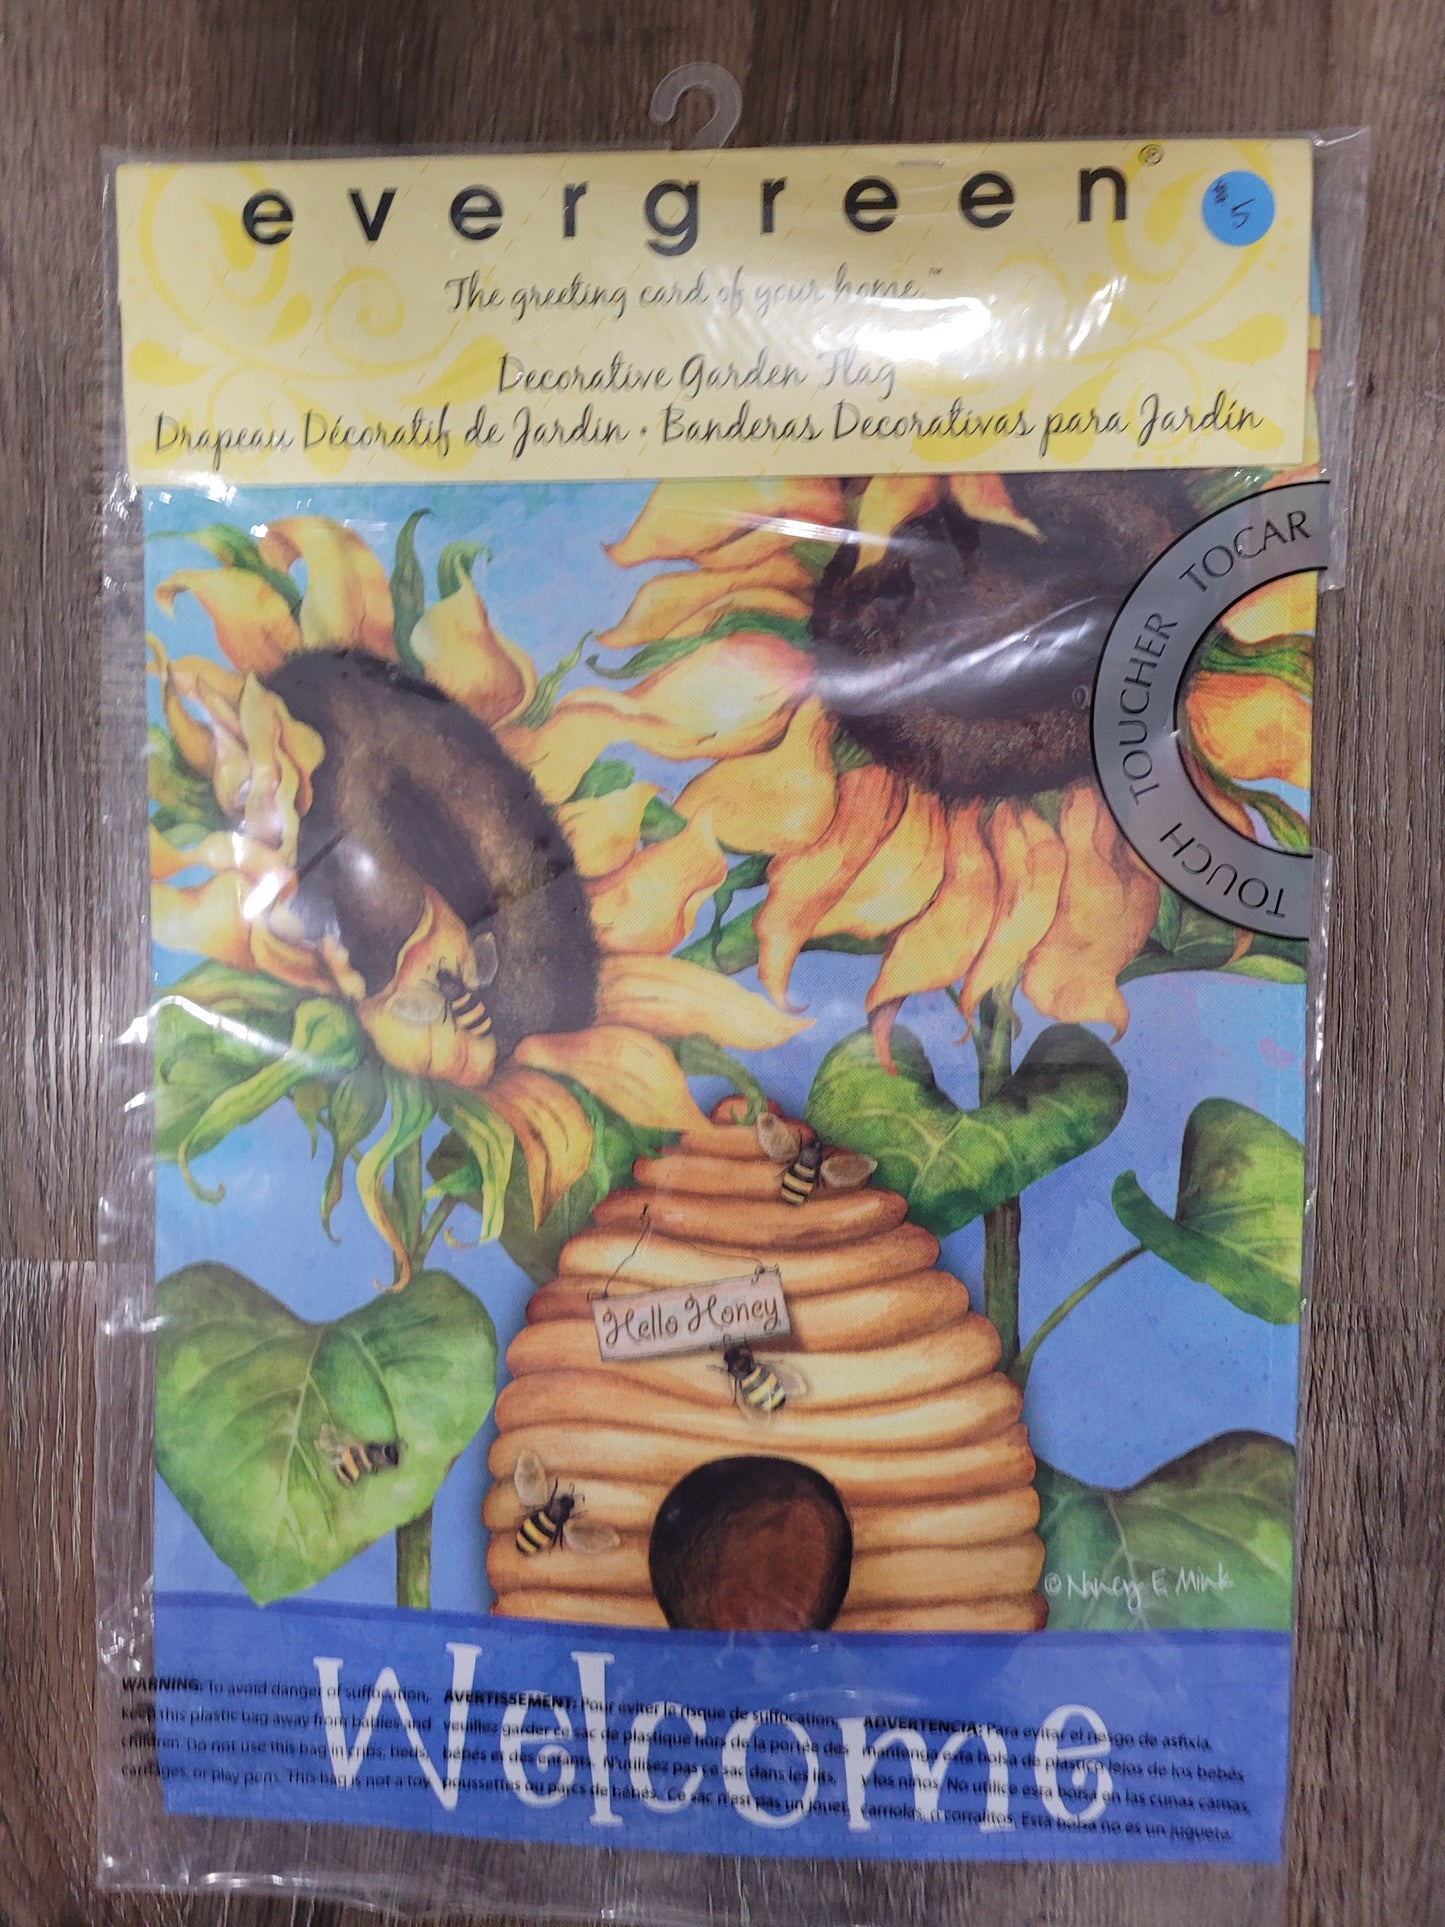 evergreen®
$5
The greeting card of your home.™
Decorative Garden Flag
Drapeau Décoratif de Jardin • Banderas Decorativas para Jardín
TOUCH TOUCHER TOCAR
Hello Honey
© Nancy E. Mink
Welcome
WARNING: To avoid danger of suffocation,
keep this plastic bag away from babies and
children. Do not use this bag in cribs, beds,
carriages, or play pens. This bag is not a toy.
AVERTISSEMENT: Pour éviter le risque de suffocation,
veuillez garder ce sac de plastique hors de la portée des
bébés et des enfants. N'utilisez pas ce sac dans les lits,
poussettes ou parcs de bébés. Ce sac n'est pas un jouet.
ADVERTENCIA: Para evitar el riesgo de asfixia,
mantenga esta bolsa de plástico lejos de los bebés
y los niños. No utilice esta bolsa en las cunas, camas,
carriolas, o corralitos. Esta bolsa no es un juguete.